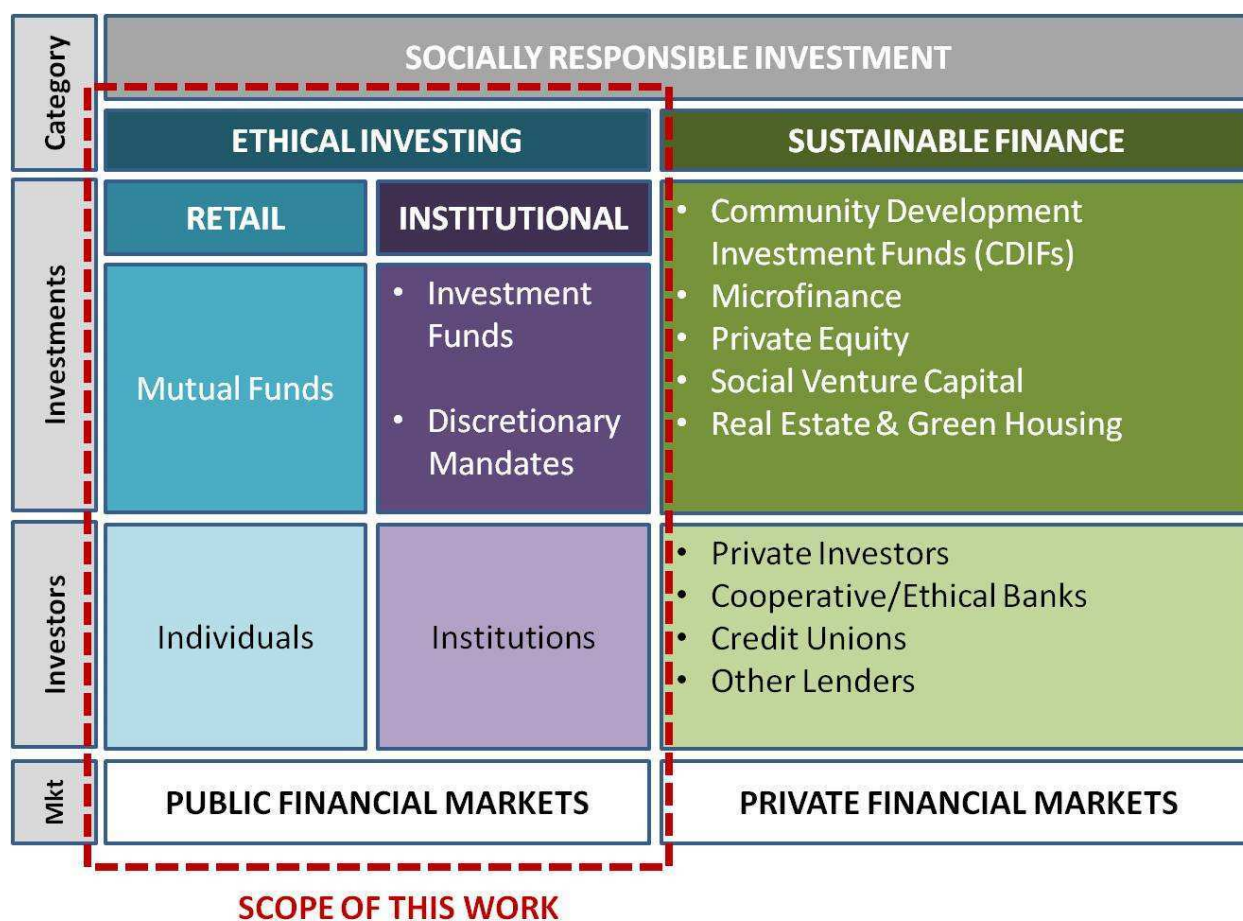 Category
SOCIALLY RESPONSIBLE INVESTMENT
ETHICAL INVESTING
SUSTAINABLE FINANCE
Investments
RETAIL
INSTITUTIONAL
Mutual Funds
• Investment
Funds
• Discretionary
Mandates
• Community Development
Investment Funds (CDIFs)
• Microfinance
• Private Equity
• Social Venture Capital
• Real Estate & Green Housing
Investors
Individuals
Institutions
• Private Investors
• Cooperative/Ethical Banks
• Credit Unions
• Other Lenders
Mkt
PUBLIC FINANCIAL MARKETS
PRIVATE FINANCIAL MARKETS
SCOPE OF THIS WORK